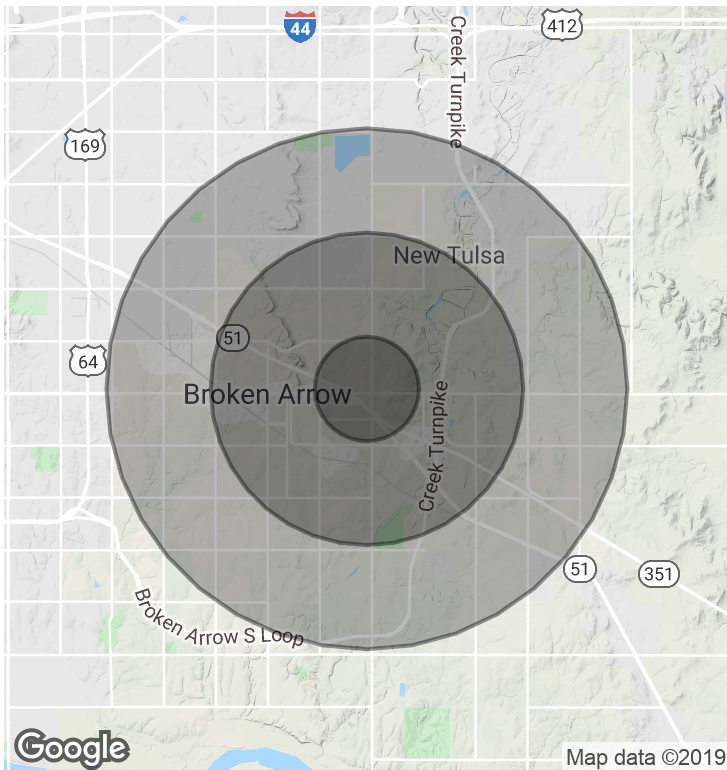 44
412
Creek Turnpike
169
New Tulsa
51
64
Broken Arrow
Creek Turnpike
51
351
Broken Arrow S Loop
Google
Map data ©2019